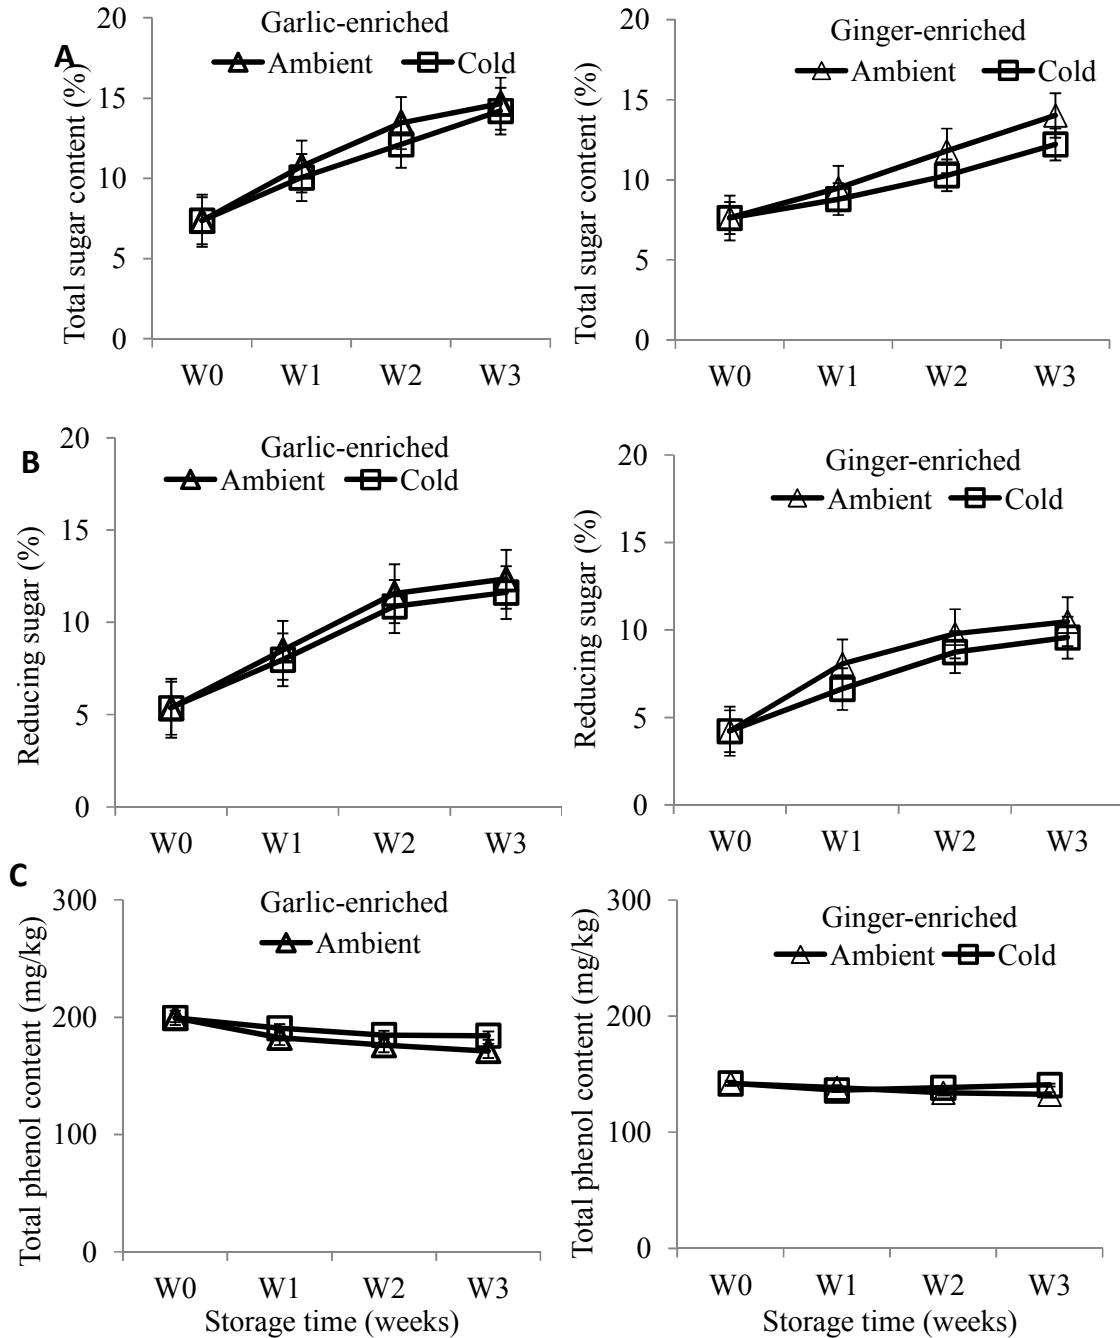 A
Garlic-enriched
Ambient Cold
Total sugar content (%)
20
15
10
5
0
W0 W1 W2 W3
Ginger-enriched
Ambient Cold
Total sugar content (%)
20
15
10
5
0
W0 W1 W2 W3
B
Garlic-enriched
Ambient Cold
Reducing sugar (%)
20
15
10
5
0
W0 W1 W2 W3
Ginger-enriched
Ambient Cold
Reducing sugar (%)
20
15
10
5
0
W0 W1 W2 W3
C
Garlic-enriched
Ambient
Total phenol content (mg/kg)
300
200
100
0
W0 W1 W2 W3
Storage time (weeks)
Ginger-enriched
Ambient Cold
Total phenol content (mg/kg)
300
200
100
0
W0 W1 W2 W3
Storage time (weeks)